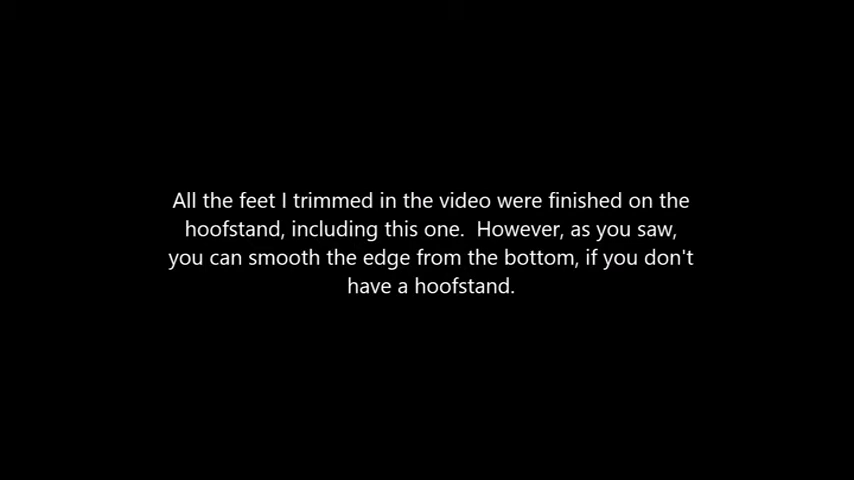 All the feet I trimmed in the video were finished on the
hoofstand, including this one.  However, as you saw,
you can smooth the edge from the bottom, if you don't
have a hoofstand.